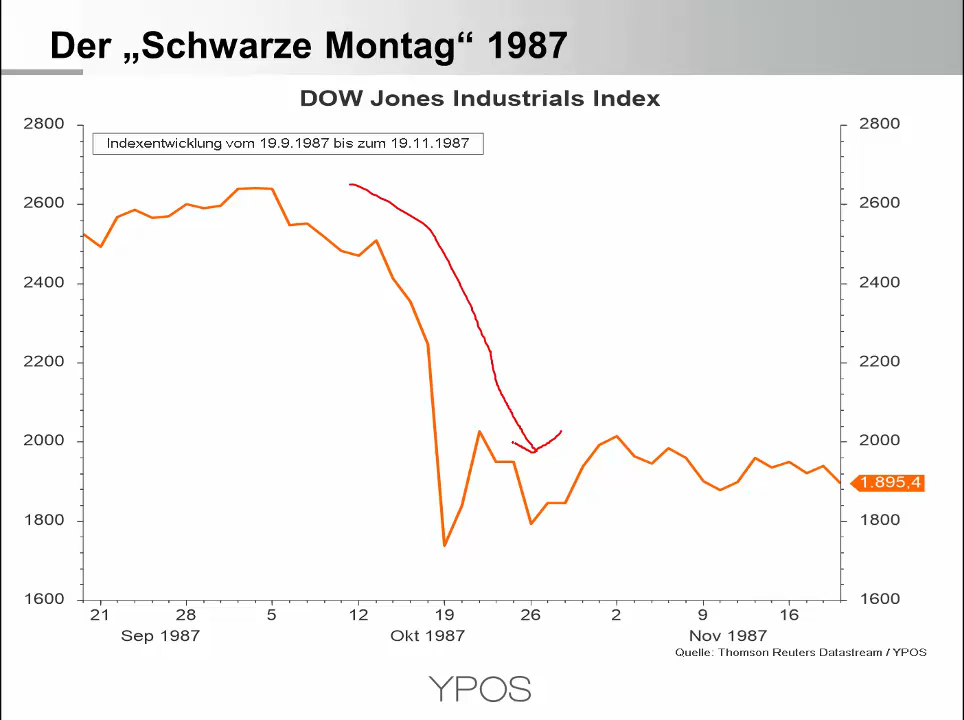 Der „Schwarze Montag“ 1987
DOW Jones Industrials Index
2800 2800
Indexentwicklung vom 19.9.1987 bis zum 19.11.1987
2600 2600
2400 2400
2200 2200
2000 2000
1.895,4
1800 1800
1600 1600
21 28 5 12 19 26 2 9 16
Sep 1987 Okt 1987 Nov 1987
Quelle: Thomson Reuters Datastream / YPOS
YPOS